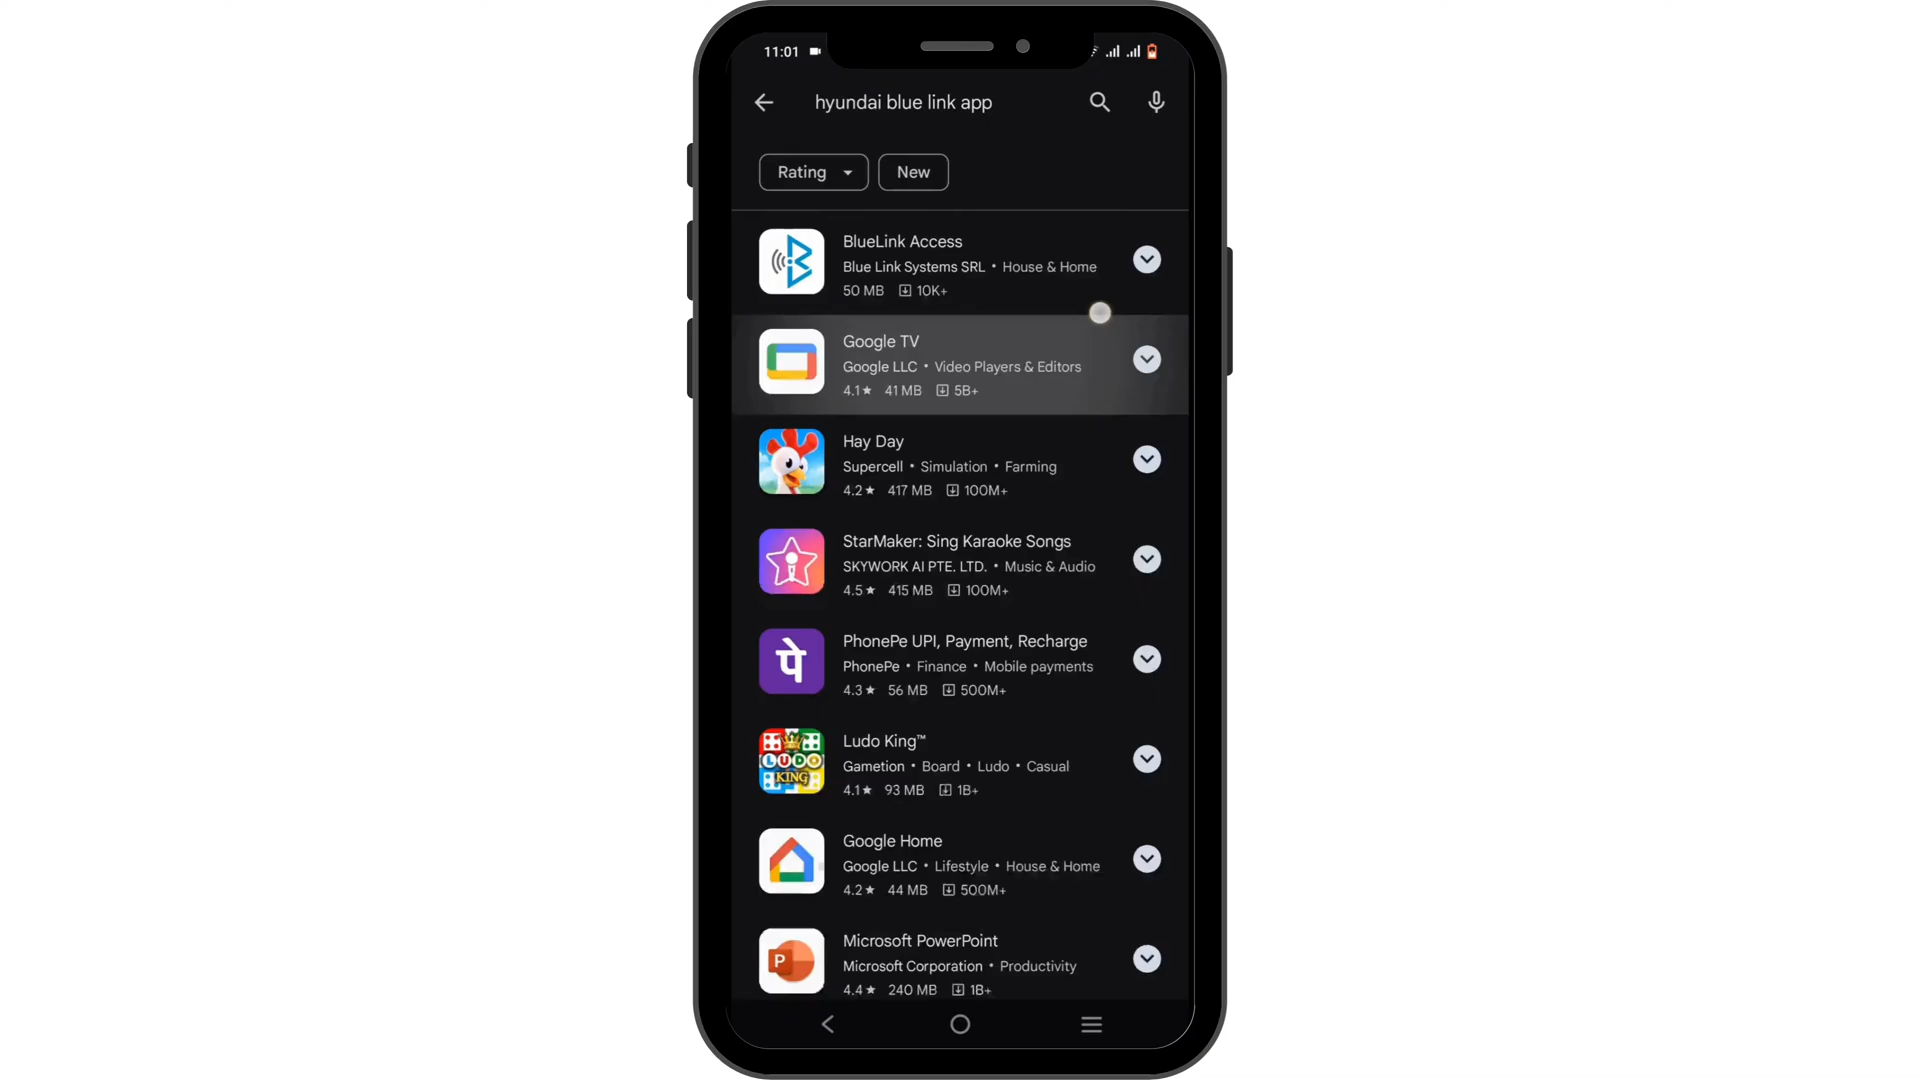 11:01
hyundai blue link app
Rating
New
BlueLink Access
Blue Link Systems SRL • House & Home
50 MB 10K+
Google TV
Google LLC • Video Players & Editors
4.1★ 41 MB 5B+
Hay Day
Supercell • Simulation • Farming
4.2★ 417 MB 100M+
StarMaker: Sing Karaoke Songs
SKYWORK AI PTE. LTD. • Music & Audio
4.5★ 415 MB 100M+
पे
PhonePe UPI, Payment, Recharge
PhonePe • Finance • Mobile payments
4.3★ 56 MB 500M+
LUDO
KING
Ludo King™
Gametion • Board • Ludo • Casual
4.1★ 93 MB 1B+
Google Home
Google LLC • Lifestyle • House & Home
4.2★ 44 MB 500M+
P
Microsoft PowerPoint
Microsoft Corporation • Productivity
4.4★ 240 MB 1B+